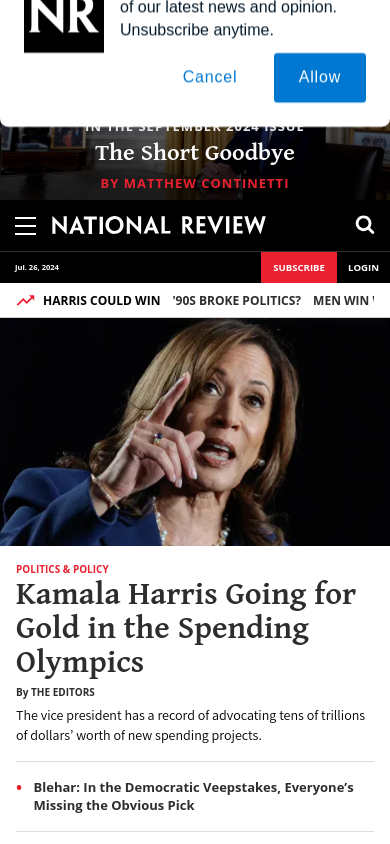 NR
of our latest news and opinion.
Unsubscribe anytime.
Cancel
Allow
IN THE SEPTEMBER 2024 ISSUE
The Short Goodbye
BY MATTHEW CONTINETTI
NATIONAL REVIEW
Jul. 26, 2024
SUBSCRIBE
LOGIN
HARRIS COULD WIN '90S BROKE POLITICS? MEN WIN
POLITICS & POLICY
Kamala Harris Going for
Gold in the Spending
Olympics
By THE EDITORS
The vice president has a record of advocating tens of trillions
of dollars’ worth of new spending projects.
• Blehar: In the Democratic Veepstakes, Everyone’s
Missing the Obvious Pick